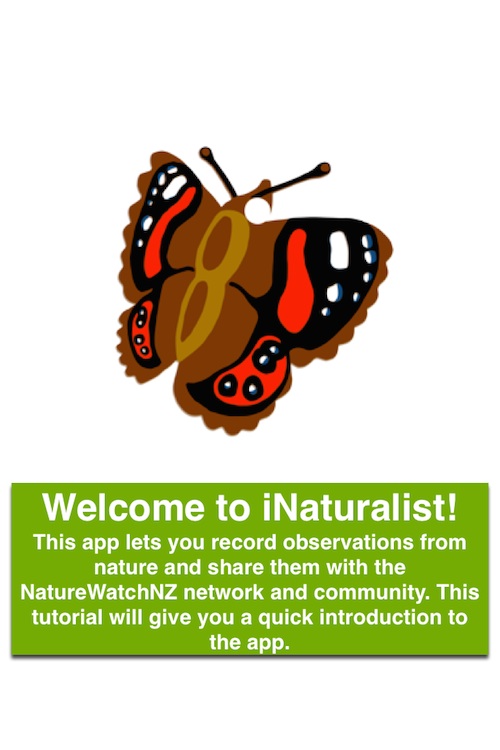 Welcome to iNaturalist!
This app lets you record observations from
nature and share them with the
NatureWatchNZ network and community. This
tutorial will give you a quick introduction to
the app.